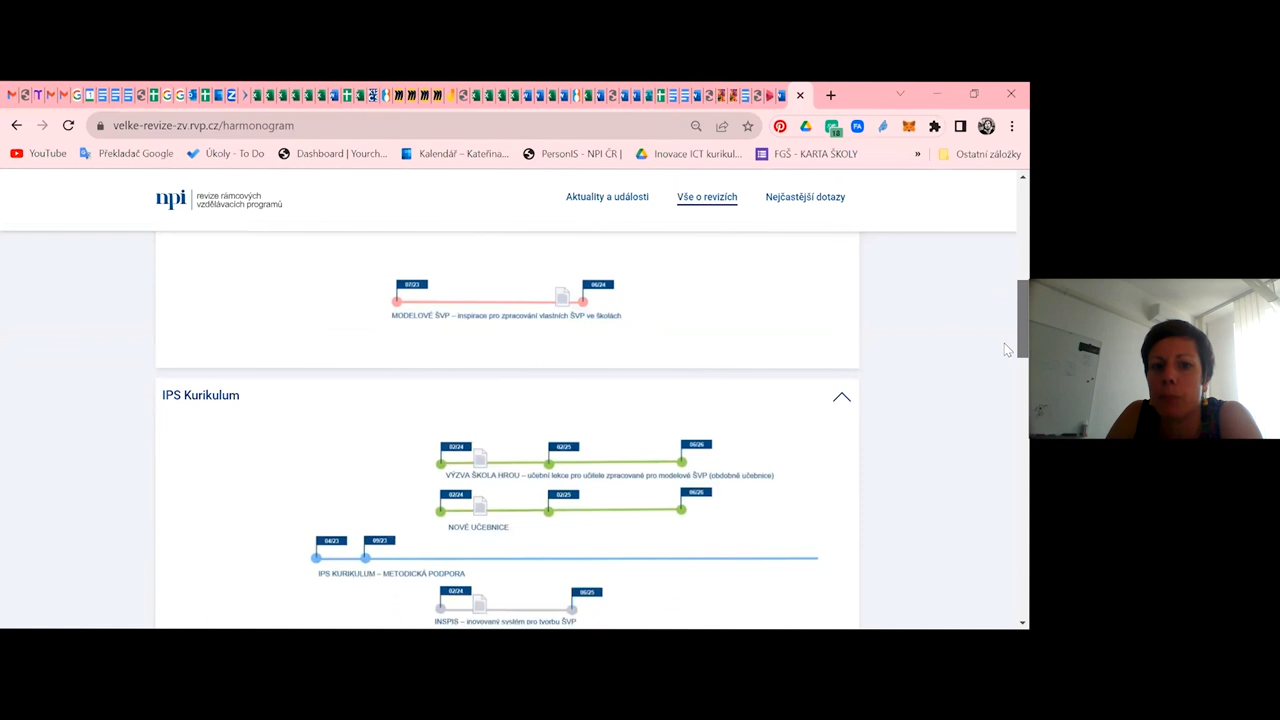 velke-revize-zv.rvp.cz/harmonogram
YouTube
Překladač Google
Úkoly - To Do
Dashboard | Yourch...
Kalendář – Kateřina...
PersonIS - NPI ČR |
Inovace ICT kurikul...
FGŠ - KARTA ŠKOLY
»
Ostatní záložky
npi
revize rámcových
vzdělávacích programů
Aktuality a události
Vše o revizích
Nejčastější dotazy
07/23
06/24
MODELOVÉ ŠVP – inspirace pro zpracování vlastních ŠVP ve školách
IPS Kurikulum
02/24
02/25
06/26
VÝZVA ŠKOLA HROU – učební lekce pro učitele zpracované pro modelové ŠVP (obdobně učebnice)
02/24
02/25
06/26
NOVÉ UČEBNICE
04/23
09/23
IPS KURIKULUM – METODICKÁ PODPORA
02/24
06/25
INSPIS – inovovaný systém pro tvorbu ŠVP